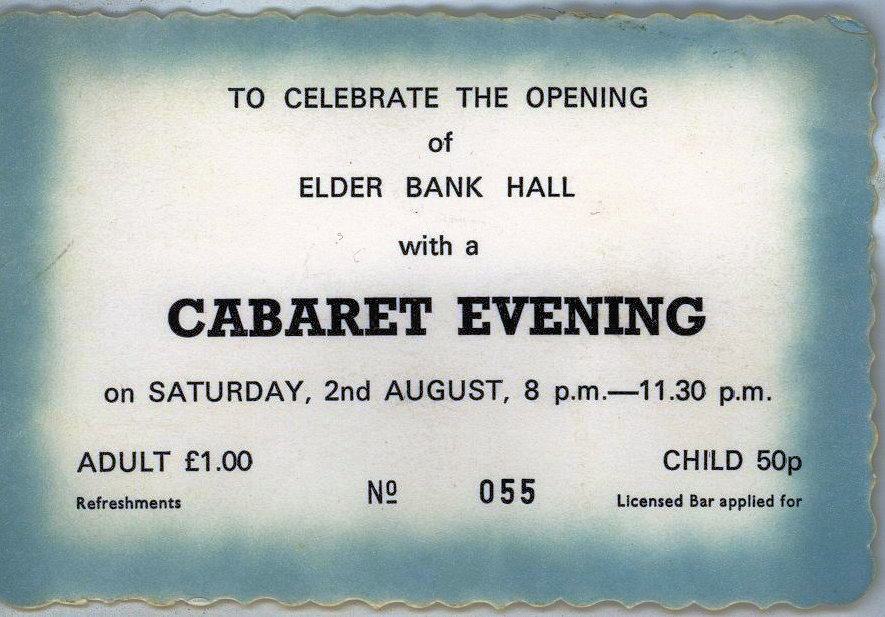 TO CELEBRATE THE OPENING
of
ELDER BANK HALL
with a
CABARET EVENING
on SATURDAY, 2nd AUGUST, 8 p.m.—11.30 p.m.
ADULT £1.00 CHILD 50p
Refreshments Nº 055 Licensed Bar applied for